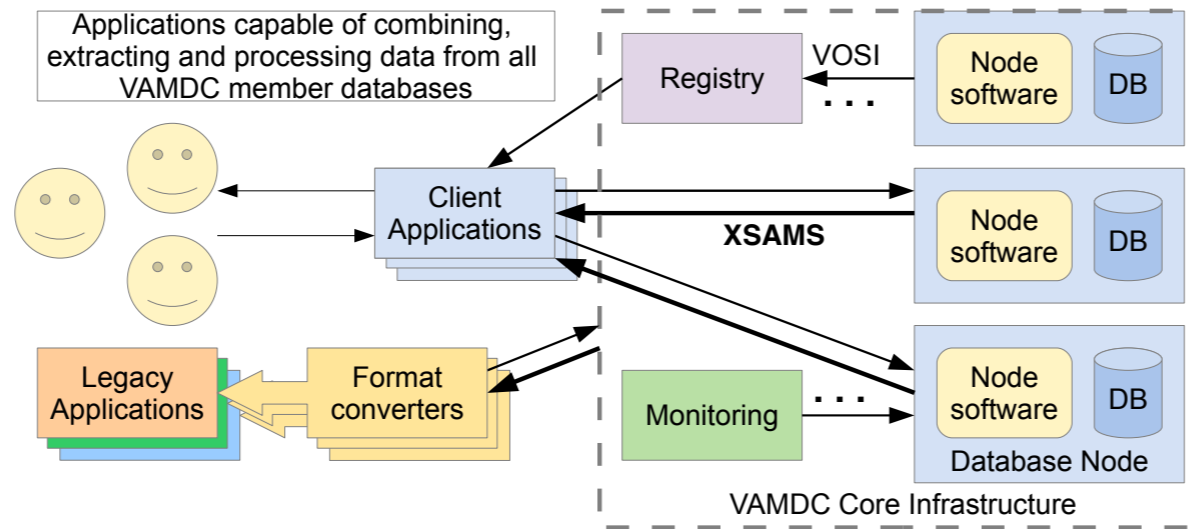 Applications capable of combining,
extracting and processing data from all
VAMDC member databases
Registry
VOSI
. . .
Node
software
DB
Client
Applications
XSAMS
Node
software
DB
Legacy
Applications
Format
converters
Monitoring
. . .
Node
software
DB
Database Node
VAMDC Core Infrastructure